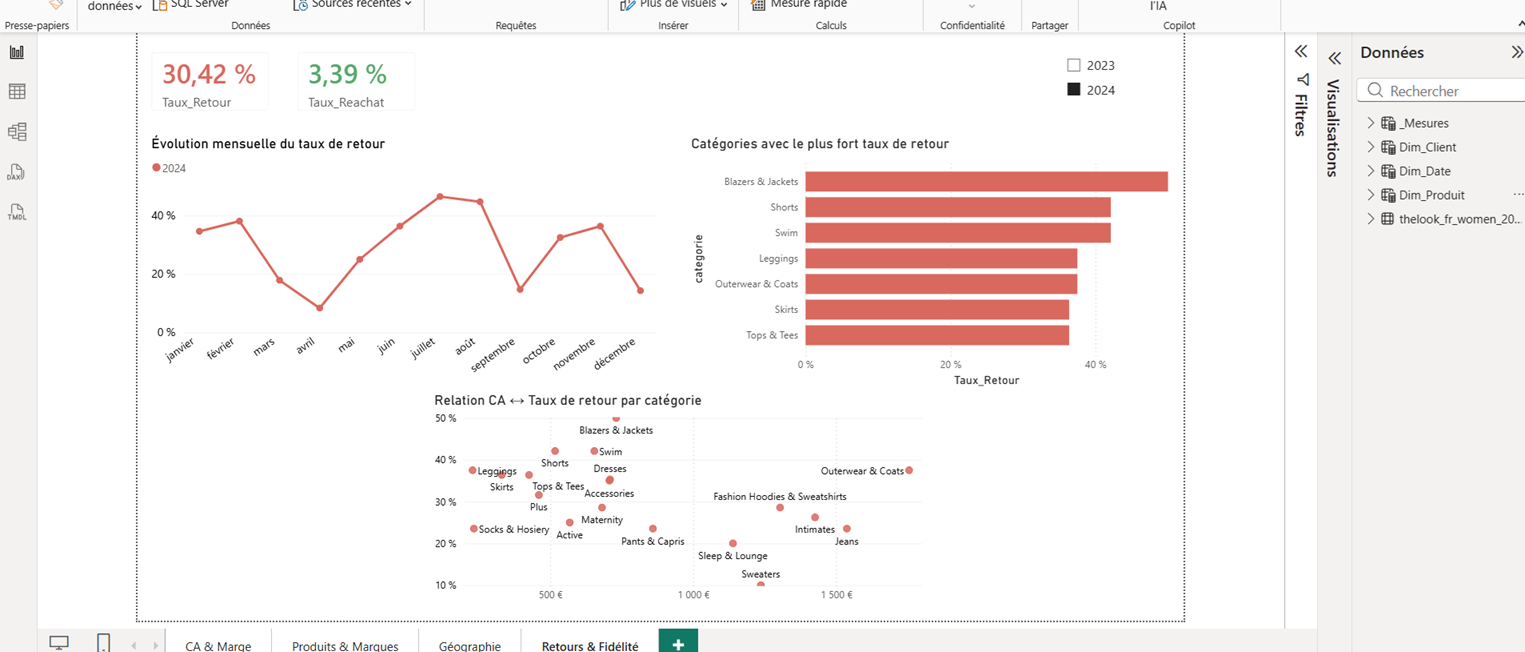 données
SQL Server
Sources récentes
Plus de visuels
Mesure rapide
l'IA
Presse-papiers
Données
Requêtes
Insérer
Calculs
Confidentialité
Partager
Copilot
30,42 %
Taux_Retour
3,39 %
Taux_Reachat
2023
2024
Évolution mensuelle du taux de retour
2024
40 %
20 %
0 %
janvier
février
mars
avril
mai
juin
juillet
août
septembre
octobre
novembre
décembre
Catégories avec le plus fort taux de retour
categorie
Blazers & Jackets
Shorts
Swim
Leggings
Outerwear & Coats
Skirts
Tops & Tees
0 %
20 %
40 %
Taux_Retour
Relation CA ↔ Taux de retour par catégorie
50 %
40 %
30 %
20 %
10 %
Blazers & Jackets
Shorts
Swim
Dresses
Leggings
Skirts
Tops & Tees
Accessories
Outerwear & Coats
Plus
Fashion Hoodies & Sweatshirts
Maternity
Socks & Hosiery
Active
Pants & Capris
Intimates
Jeans
Sleep & Lounge
Sweaters
500 €
1 000 €
1 500 €
Filtres
Visualisations
Données
Rechercher
_Mesures
Dim_Client
Dim_Date
Dim_Produit
thelook_fr_women_20...
DAX
TMDL
CA & Marge
Produits & Marques
Géographie
Retours & Fidélité